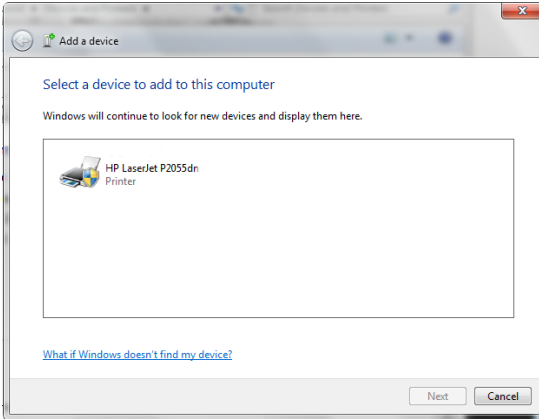 Add a device
Select a device to add to this computer
Windows will continue to look for new devices and display them here.
HP LaserJet P2055dn
Printer
What if Windows doesn't find my device?
Next
Cancel